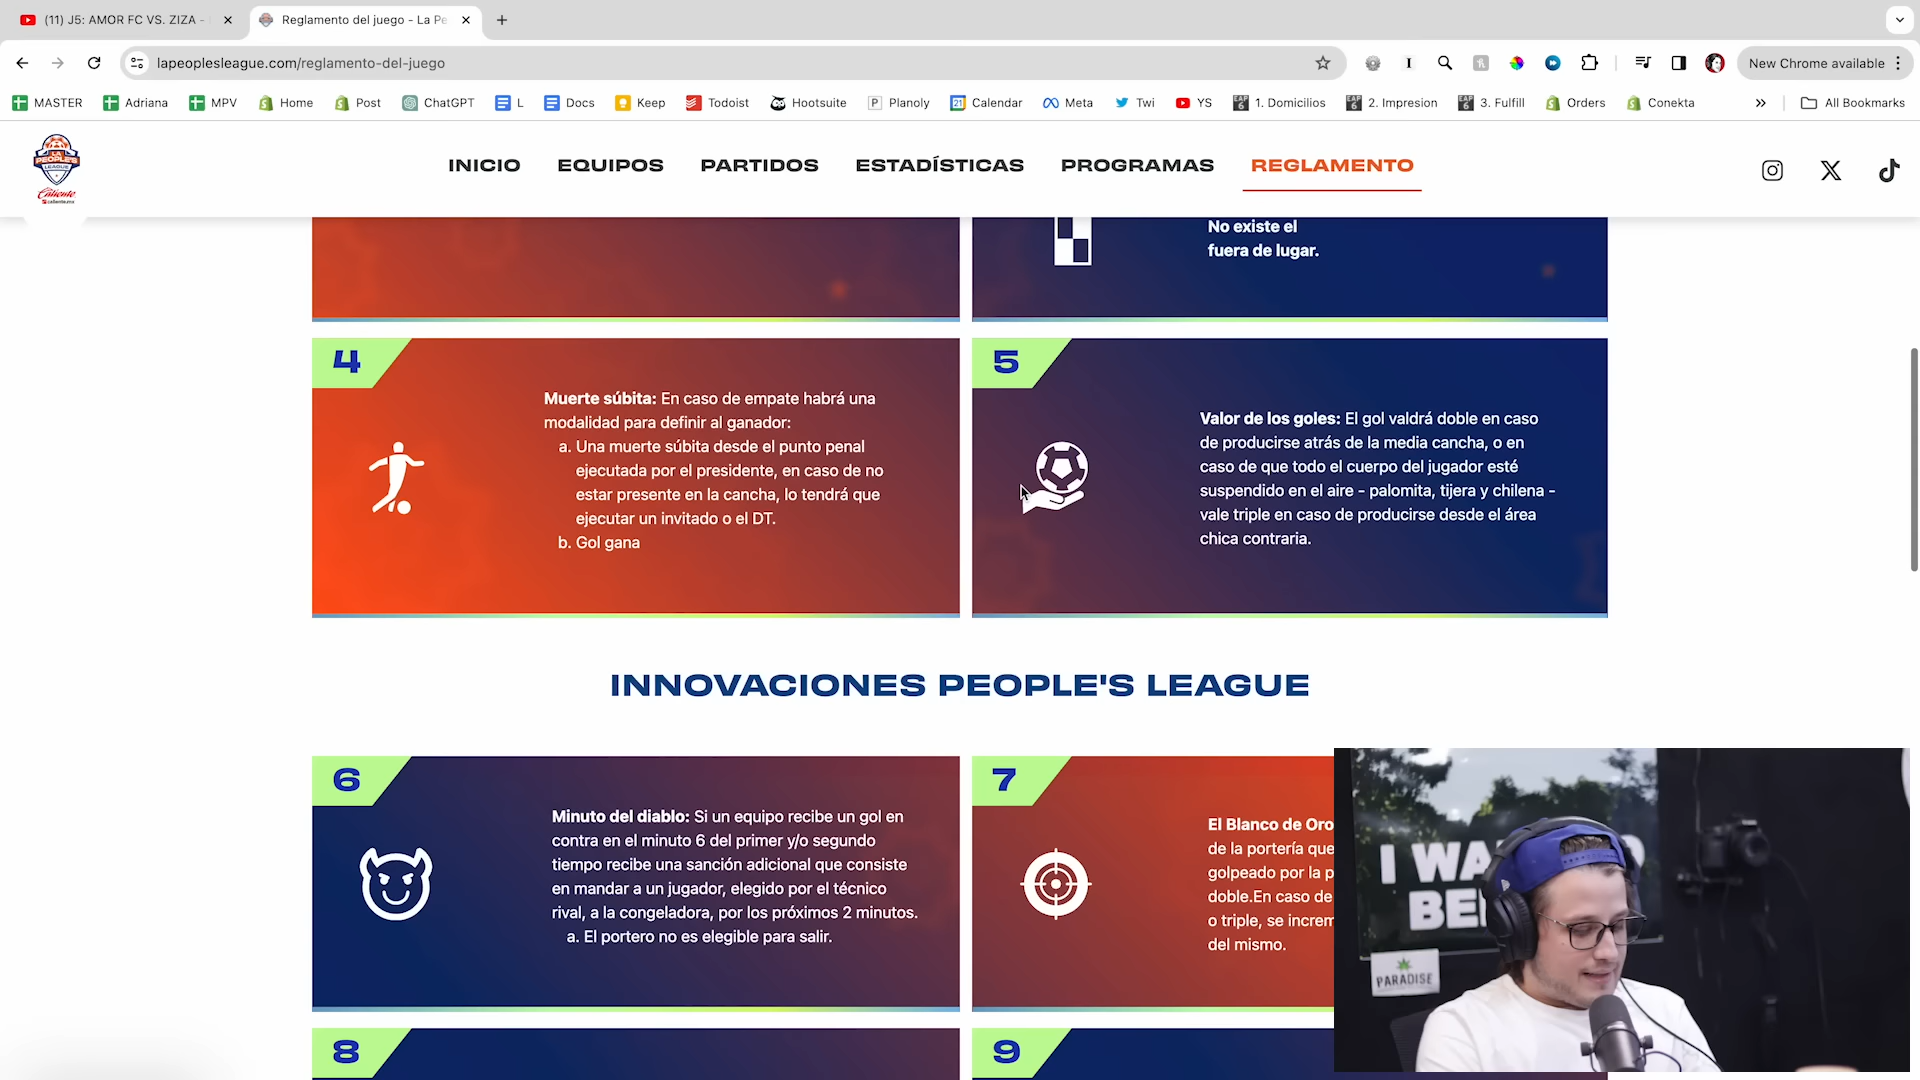 (11) J5: AMOR FC VS. ZIZA -
Reglamento del juego - La Pe
lapeoplesleague.com/reglamento-del-juego
New Chrome available
MASTER
Adriana
MPV
Home
Post
ChatGPT
L
Docs
Keep
Todoist
Hootsuite
Planoly
Calendar
Meta
Twi
YS
1. Domicilios
2. Impresion
3. Fulfill
Orders
Conekta
All Bookmarks
LA
PEOPLE'S
LEAGUE
Caliente
caliente.mx
INICIO
EQUIPOS
PARTIDOS
ESTADÍSTICAS
PROGRAMAS
REGLAMENTO
No existe el
fuera de lugar.
4
Muerte súbita: En caso de empate habrá una
modalidad para definir al ganador:
a. Una muerte súbita desde el punto penal
ejecutada por el presidente, en caso de no
estar presente en la cancha, lo tendrá que
ejecutar un invitado o el DT.
b. Gol gana
5
Valor de los goles: El gol valdrá doble en caso
de producirse atrás de la media cancha, o en
caso de que todo el cuerpo del jugador esté
suspendido en el aire - palomita, tijera y chilena -
vale triple en caso de producirse desde el área
chica contraria.
INNOVACIONES PEOPLE'S LEAGUE
6
Minuto del diablo: Si un equipo recibe un gol en
contra en el minuto 6 del primer y/o segundo
tiempo recibe una sanción adicional que consiste
en mandar a un jugador, elegido por el técnico
rival, a la congeladora, por los próximos 2 minutos.
a. El portero no es elegible para salir.
7
El Blanco de Oro
de la portería que
golpeado por la p
doble.En caso de
o triple, se increm
del mismo.
8
9
I WA
BE
PARADISE